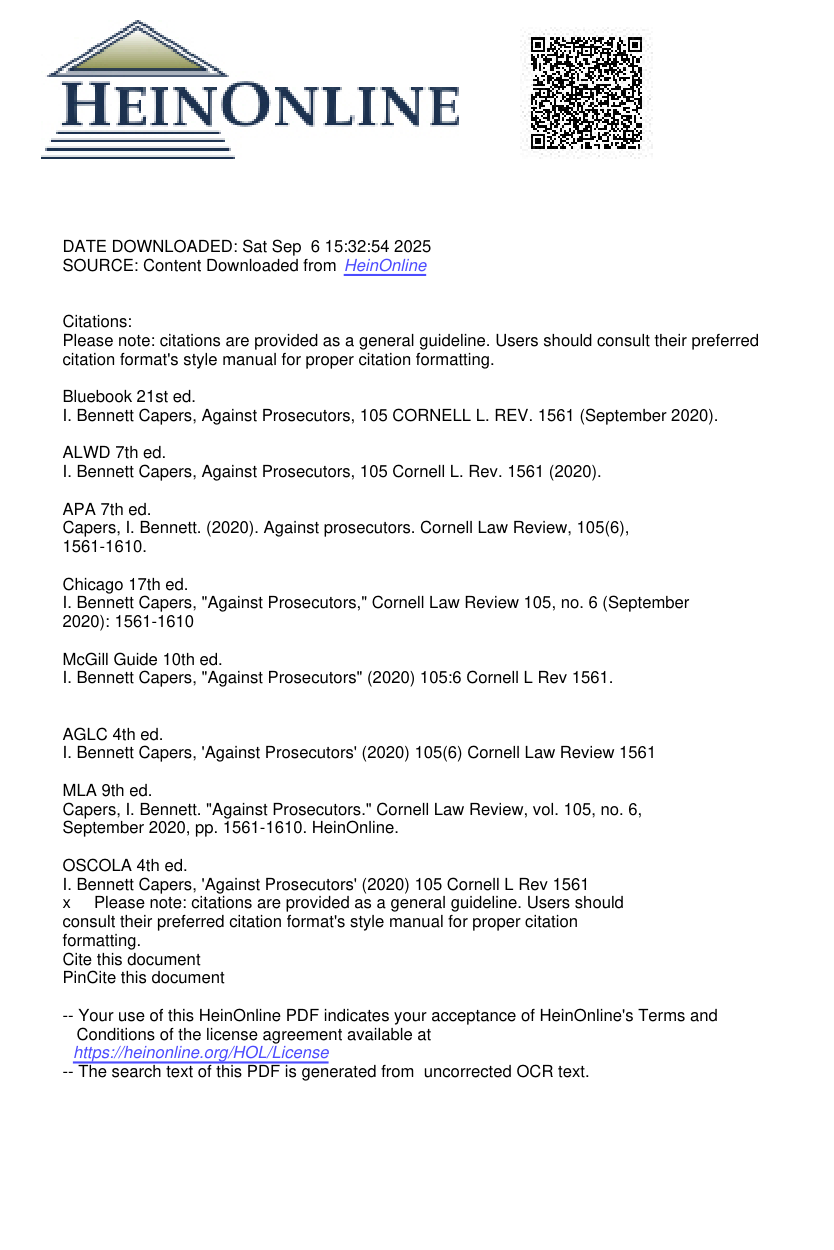 HEINONLINE
DATE DOWNLOADED: Sat Sep 6 15:32:54 2025
SOURCE: Content Downloaded from HeinOnline
Citations:
Please note: citations are provided as a general guideline. Users should consult their preferred
citation format's style manual for proper citation formatting.
Bluebook 21st ed.
I. Bennett Capers, Against Prosecutors, 105 CORNELL L. REV. 1561 (September 2020).
ALWD 7th ed.
I. Bennett Capers, Against Prosecutors, 105 Cornell L. Rev. 1561 (2020).
APA 7th ed.
Capers, I. Bennett. (2020). Against prosecutors. Cornell Law Review, 105(6),
1561-1610.
Chicago 17th ed.
I. Bennett Capers, "Against Prosecutors," Cornell Law Review 105, no. 6 (September
2020): 1561-1610
McGill Guide 10th ed.
I. Bennett Capers, "Against Prosecutors" (2020) 105:6 Cornell L Rev 1561.
AGLC 4th ed.
I. Bennett Capers, 'Against Prosecutors' (2020) 105(6) Cornell Law Review 1561
MLA 9th ed.
Capers, I. Bennett. "Against Prosecutors." Cornell Law Review, vol. 105, no. 6,
September 2020, pp. 1561-1610. HeinOnline.
OSCOLA 4th ed.
I. Bennett Capers, 'Against Prosecutors' (2020) 105 Cornell L Rev 1561
x Please note: citations are provided as a general guideline. Users should
consult their preferred citation format's style manual for proper citation
formatting.
Cite this document
PinCite this document
-- Your use of this HeinOnline PDF indicates your acceptance of HeinOnline's Terms and
Conditions of the license agreement available at
https://heinonline.org/HOL/License
-- The search text of this PDF is generated from uncorrected OCR text.